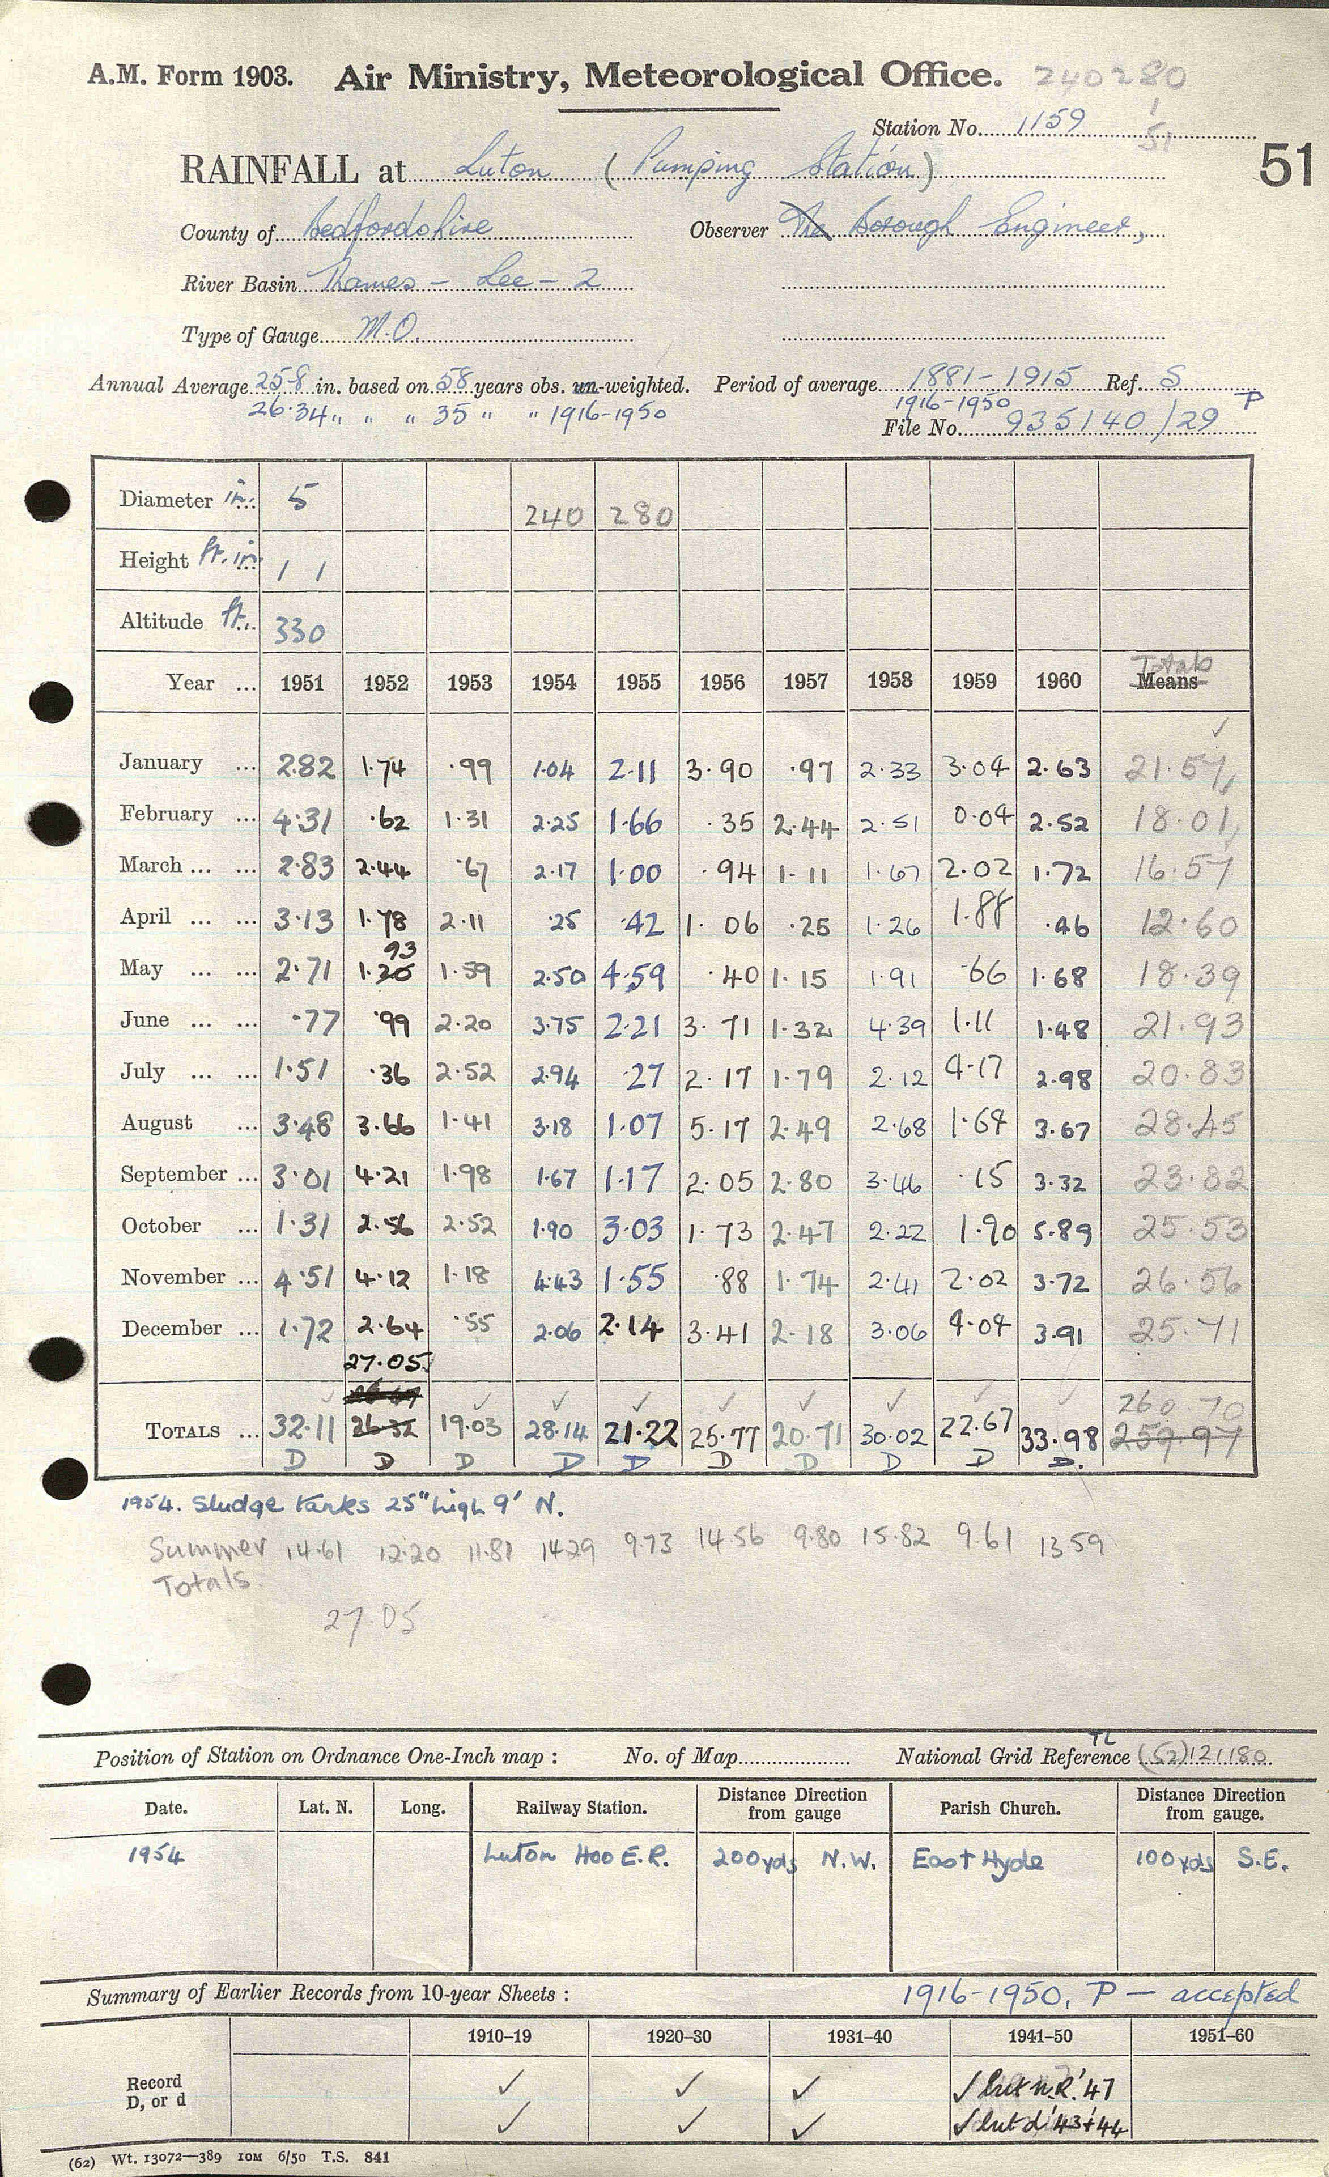 A.M. Form 1903. Air Ministry, Meteorological Office. 240280
1
51
Station No. 1159
51
RAINFALL at Luton (Pumping Station)
County of Bedfordshire Observer The Borough Engineer,
River Basin Thames - Lee - 2
Type of Gauge M.O.
Annual Average 25.8 in. based on 58 years obs. un-weighted. Period of average 1881-1915 Ref. S
26.34 " " " 35 " " 1916-1950 1916-1950 P
File No. 935140/29
Diameter in. 5 240 280
Height ft. in. 1 1
Altitude ft. 330
Totals
Year ... 1951 1952 1953 1954 1955 1956 1957 1958 1959 1960 Means
✓
January ... 2.82 1.74 .99 1.04 2.11 3.90 .97 2.33 3.04 2.63 21.57
February ... 4.31 .62 1.31 2.25 1.66 .35 2.44 2.51 0.04 2.52 18.01
March ... ... 2.83 2.44 .67 2.17 1.00 .94 1.11 1.67 2.02 1.72 16.57
April ... ... 3.13 1.78 2.11 .25 .42 1.06 .25 1.26 1.88 .46 12.60
93
May ... ... 2.71 1.20 1.59 2.50 4.59 .40 1.15 1.91 .66 1.68 18.39
June ... ... .77 .99 2.20 3.75 2.21 3.71 1.32 4.39 1.11 1.48 21.93
July ... ... 1.51 .36 2.52 2.94 .27 2.17 1.79 2.12 4.17 2.98 20.83
August ... 3.48 3.66 1.41 3.18 1.07 5.17 2.49 2.68 1.64 3.67 28.45
September ... 3.01 4.21 1.98 1.67 1.17 2.05 2.80 3.46 .15 3.32 23.82
October ... 1.31 2.56 2.52 1.90 3.03 1.73 2.47 2.22 1.90 5.89 25.53
November ... 4.51 4.12 1.18 4.43 1.55 .88 1.74 2.41 2.02 3.72 26.56
December ... 1.72 2.64 .55 2.06 2.14 3.41 2.18 3.06 4.04 3.91 25.71
27.05
✓ ✓ ✓ ✓ ✓ ✓ ✓ ✓ ✓ 260.70
TOTALS ... 32.11 26.32 19.03 28.14 21.22 25.77 20.71 30.02 22.67 33.98 259.97
D D D D D D D D D D.
1954. Sludge tanks 25" high 9' N.
Summer 14.61 12.20 11.81 14.29 9.73 14.56 9.80 15.82 9.61 13.59
Totals.
27.05
TL
Position of Station on Ordnance One-Inch map : No. of Map National Grid Reference (52)121180
Date. Lat. N. Long. Railway Station. Distance Direction from gauge Parish Church. Distance Direction from gauge.
1954 Luton Hoo E.R. 200 yds N.W. East Hyde 100 yds S.E.
Summary of Earlier Records from 10-year Sheets : 1916-1950, P - accepted
1910–19 1920–30 1931–40 1941–50 1951–60
Record ✓ ✓ ✓ ✓ but n.R. '47
D, or d ✓ ✓ ✓ ✓ but d '43 + '44
(62) Wt. 13072—389 10M 6/50 T.S. 841